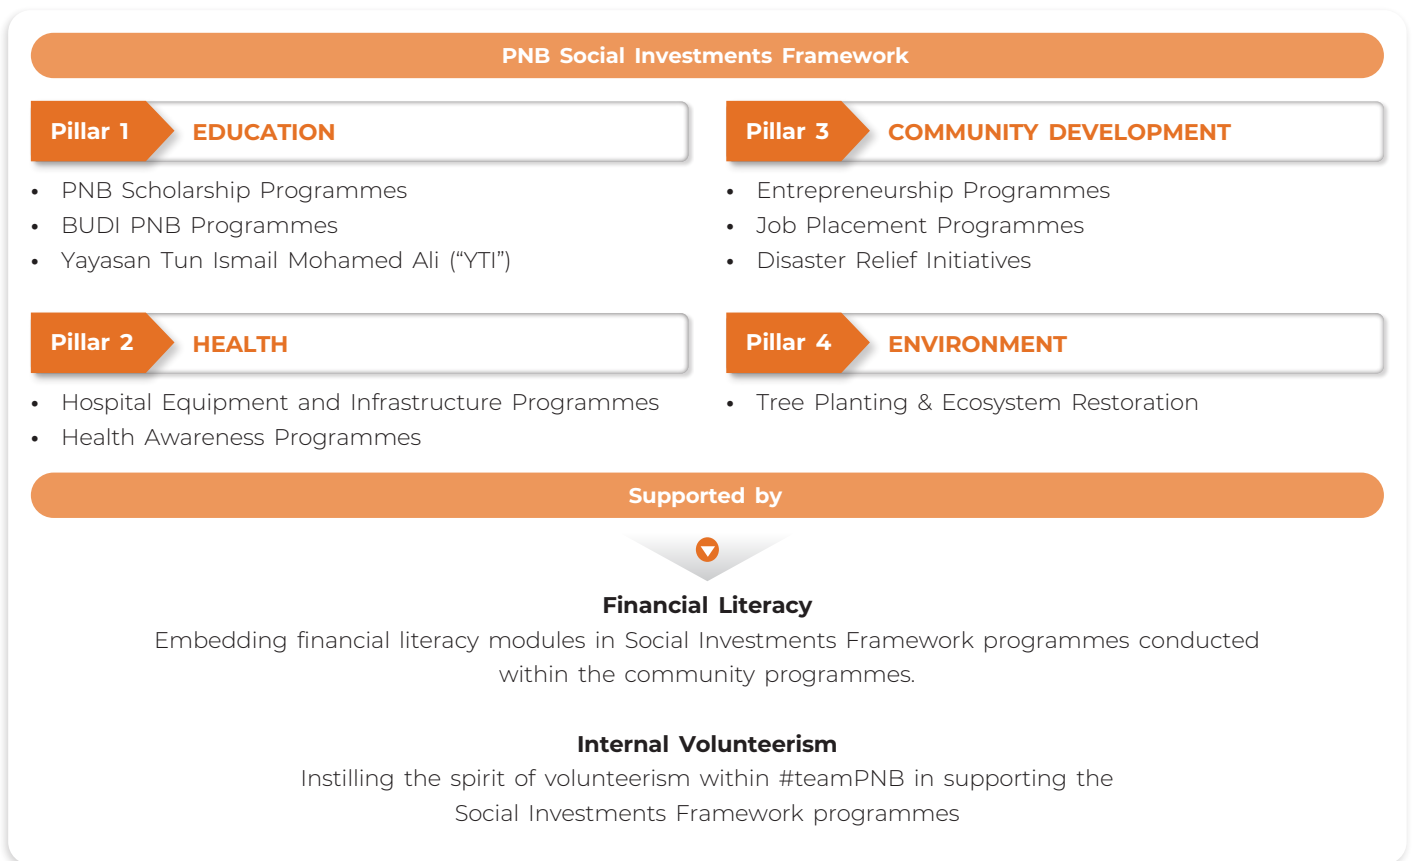 PNB Social Investments Framework
Pillar 1 EDUCATION
• PNB Scholarship Programmes
• BUDI PNB Programmes
• Yayasan Tun Ismail Mohamed Ali (“YTI”)
Pillar 2 HEALTH
• Hospital Equipment and Infrastructure Programmes
• Health Awareness Programmes
Pillar 3 COMMUNITY DEVELOPMENT
• Entrepreneurship Programmes
• Job Placement Programmes
• Disaster Relief Initiatives
Pillar 4 ENVIRONMENT
• Tree Planting & Ecosystem Restoration
Supported by
Financial Literacy
Embedding financial literacy modules in Social Investments Framework programmes conducted
within the community programmes.
Internal Volunteerism
Instilling the spirit of volunteerism within #teamPNB in supporting the
Social Investments Framework programmes